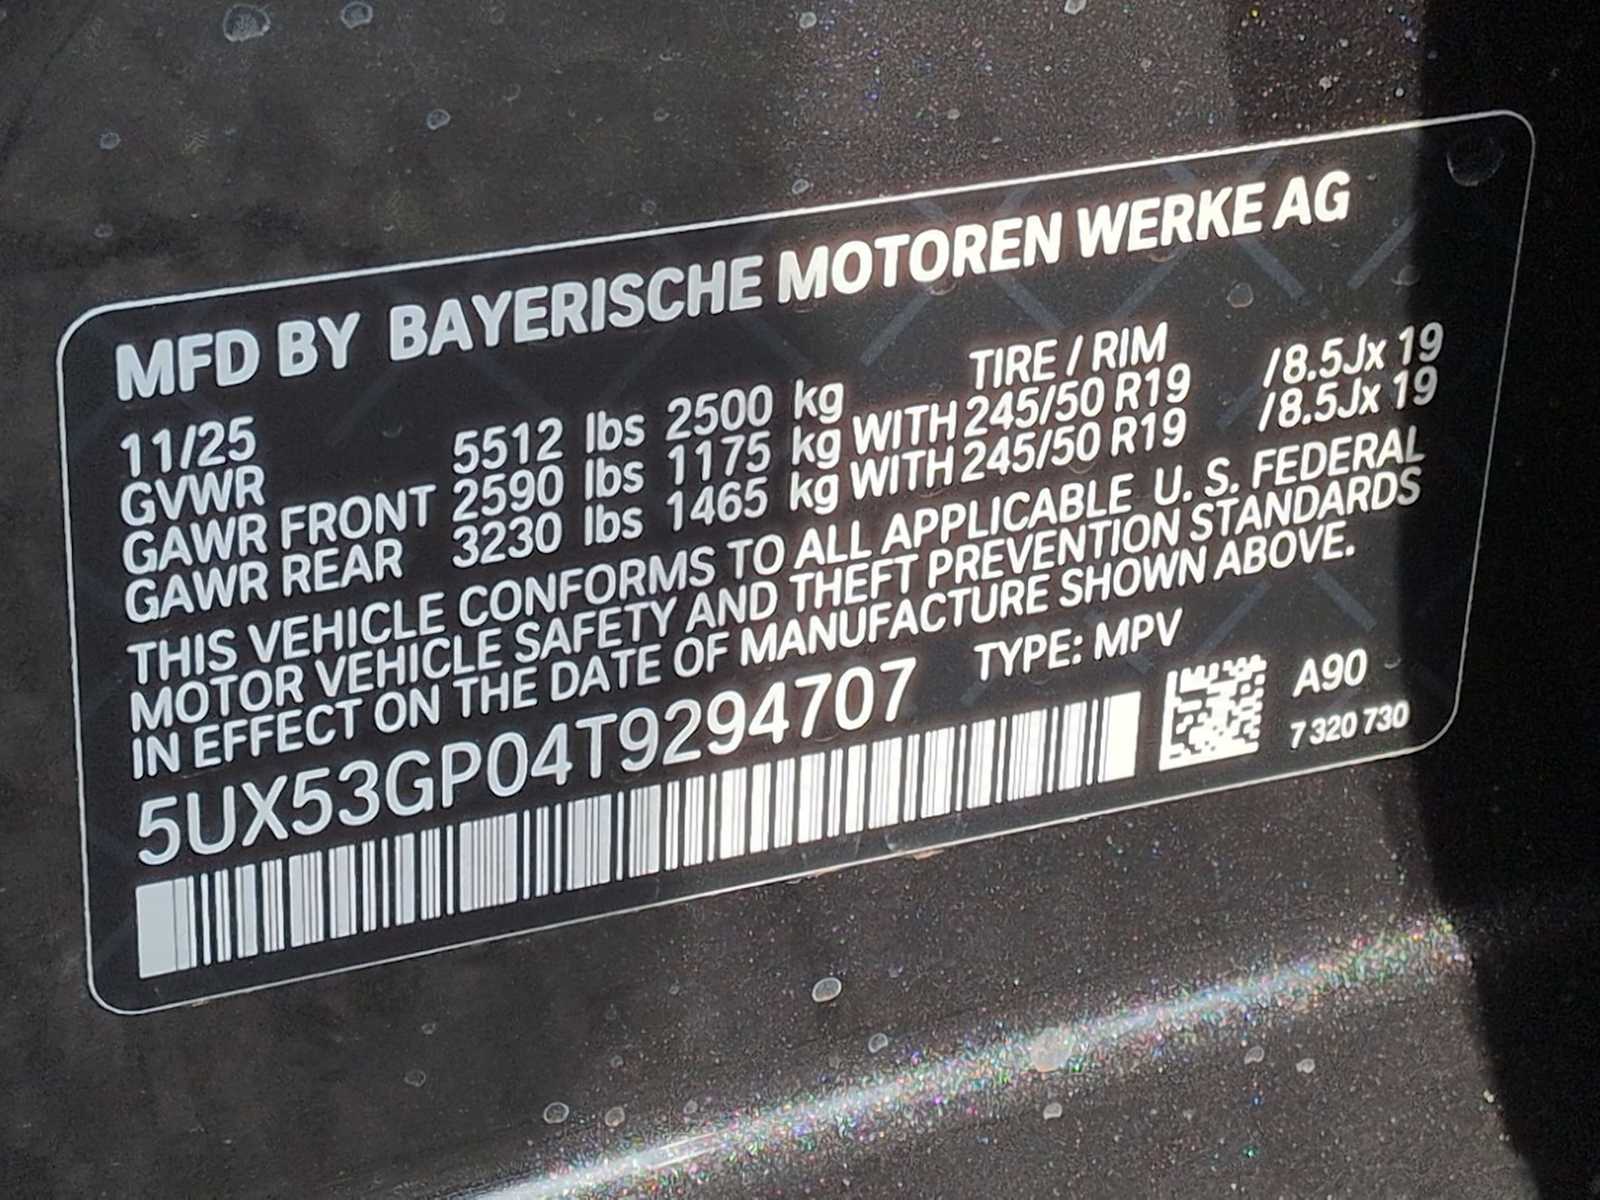 MFD BY BAYERISCHE MOTOREN WERKE AG
11/25 TIRE / RIM
GVWR 5512 lbs 2500 kg
GAWR FRONT 2590 lbs 1175 kg WITH 245/50 R19 /8.5Jx 19
GAWR REAR 3230 lbs 1465 kg WITH 245/50 R19 /8.5Jx 19
THIS VEHICLE CONFORMS TO ALL APPLICABLE U. S. FEDERAL
MOTOR VEHICLE SAFETY AND THEFT PREVENTION STANDARDS
IN EFFECT ON THE DATE OF MANUFACTURE SHOWN ABOVE.
5UX53GP04T9294707 TYPE: MPV
A90
7 320 730